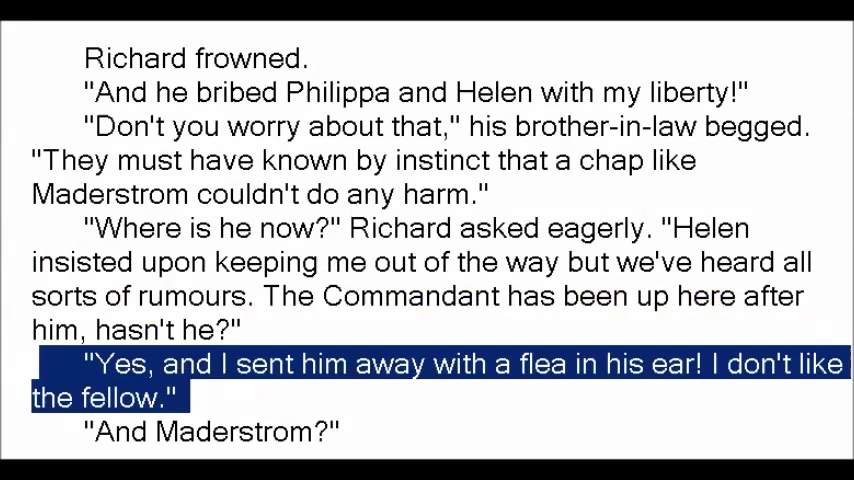 Richard frowned.
"And he bribed Philippa and Helen with my liberty!"
"Don't you worry about that," his brother-in-law begged.
"They must have known by instinct that a chap like
Maderstrom couldn't do any harm."
"Where is he now?" Richard asked eagerly. "Helen
insisted upon keeping me out of the way but we've heard all
sorts of rumours. The Commandant has been up here after
him, hasn't he?"
"Yes, and I sent him away with a flea in his ear! I don't like
the fellow."
"And Maderstrom?"